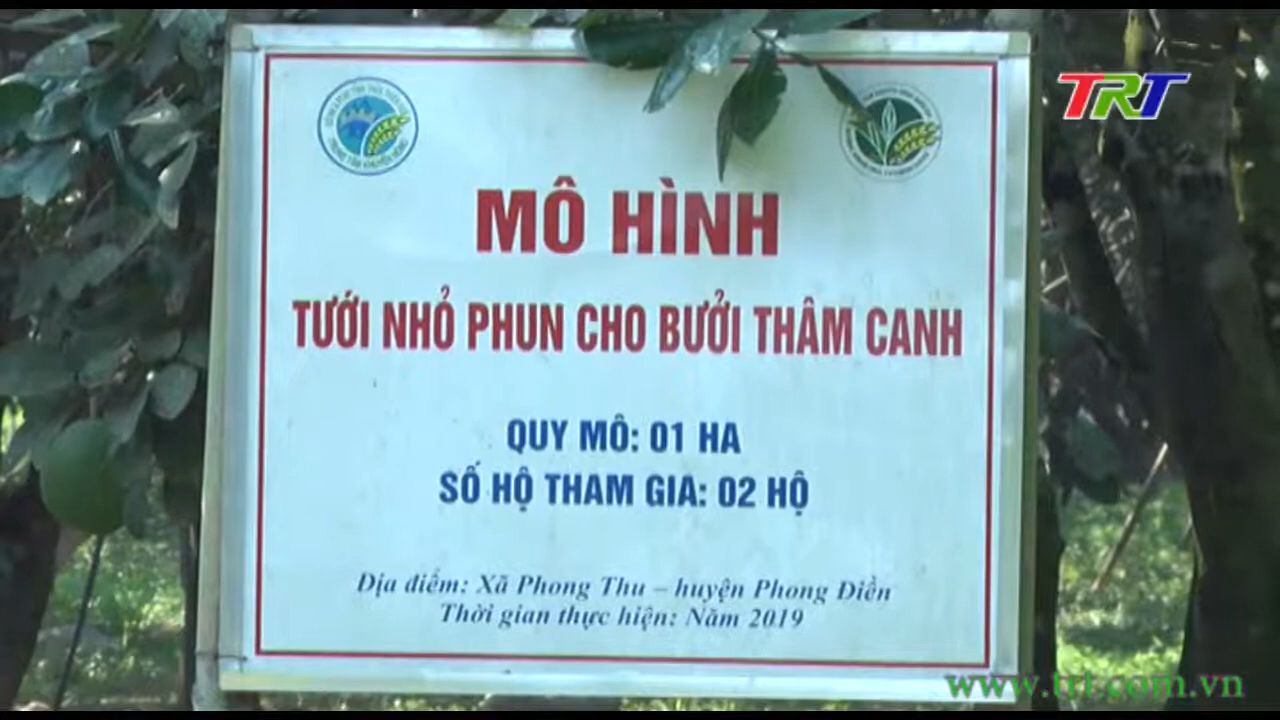 TRT
MÔ HÌNH
TƯỚI NHỎ PHUN CHO BƯỞI THÂM CANH
QUY MÔ: 01 HA
SỐ HỘ THAM GIA: 02 HỘ
Địa điểm: Xã Phong Thu – huyện Phong Điền
Thời gian thực hiện: Năm 2019
www.trt.com.vn